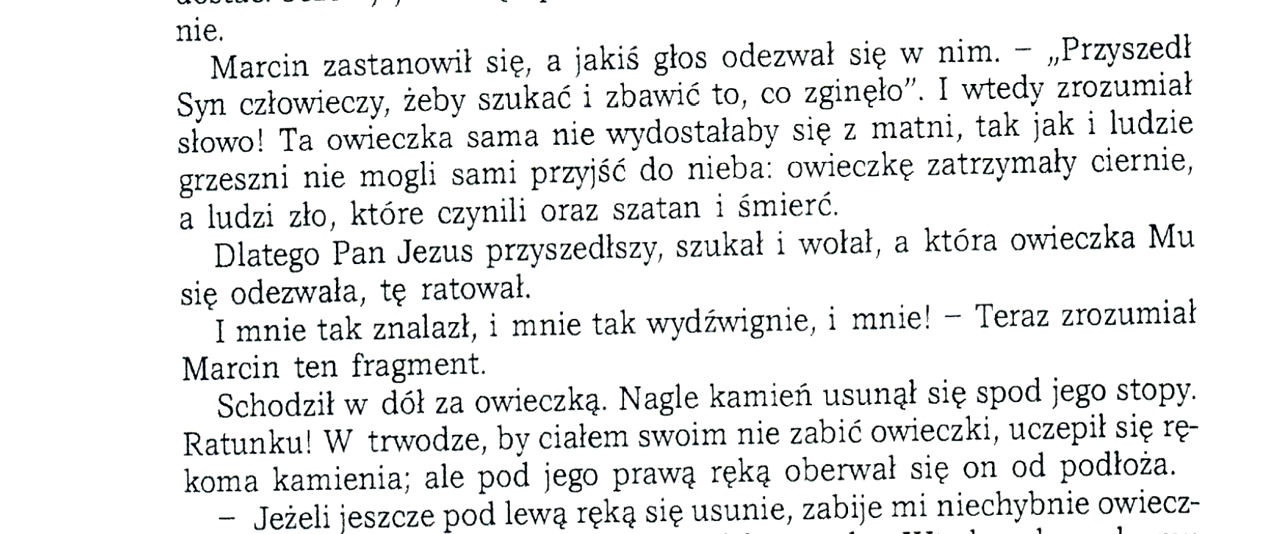 nie.
Marcin zastanowił się, a jakiś głos odezwał się w nim. – „Przyszedł
Syn człowieczy, żeby szukać i zbawić to, co zginęło”. I wtedy zrozumiał
słowo! Ta owieczka sama nie wydostałaby się z matni, tak jak i ludzie
grzeszni nie mogli sami przyjść do nieba: owieczkę zatrzymały ciernie,
a ludzi zło, które czynili oraz szatan i śmierć.
Dlatego Pan Jezus przyszedłszy, szukał i wołał, a która owieczka Mu
się odezwała, tę ratował.
I mnie tak znalazł, i mnie tak wydźwignie, i mnie! – Teraz zrozumiał
Marcin ten fragment.
Schodził w dół za owieczką. Nagle kamień usunął się spod jego stopy.
Ratunku! W trwodze, by ciałem swoim nie zabić owieczki, uczepił się rę-
koma kamienia; ale pod jego prawą ręką oberwał się on od podłoża.
– Jeżeli jeszcze pod lewą ręką się usunie, zabije mi niechybnie owiecz-